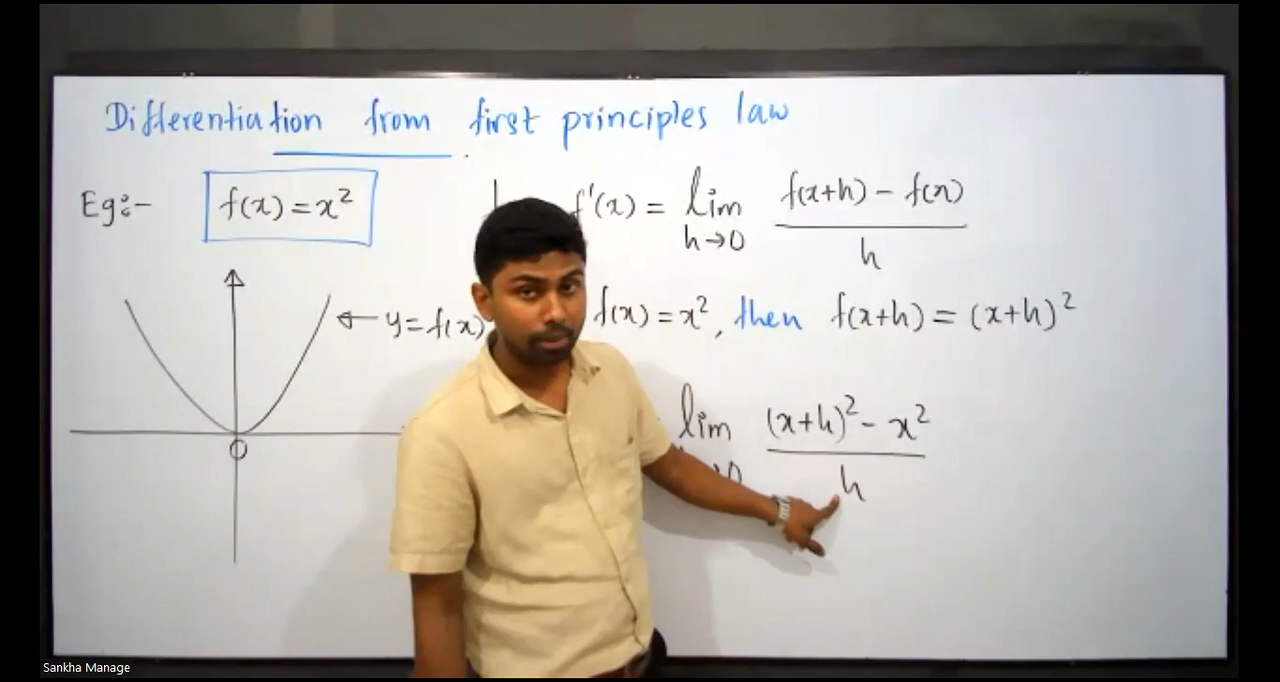 Differentiation from first principles law
Eg:- f(x) = x²
f'(x) = lim h→0 f(x+h) - f(x) / h
y = f(x)
f(x) = x², then f(x+h) = (x+h)²
lim (x+h)² - x² / h
0
Sankha Manage